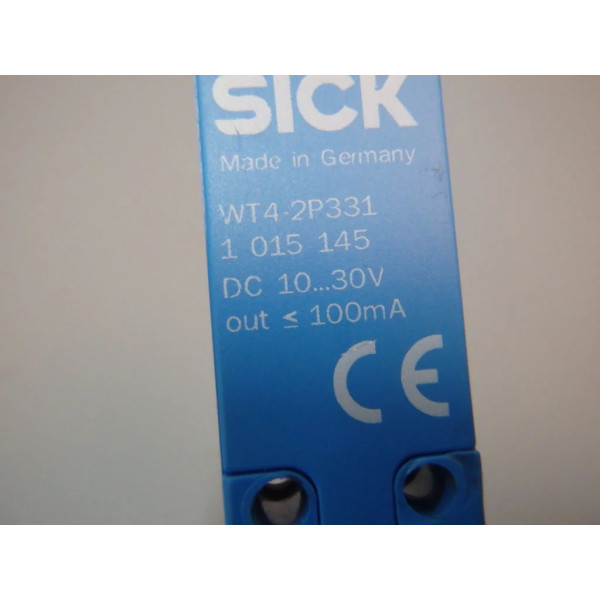 SICK
Made in Germany
WT4-2P331
1 015 145
DC 10...30V
out ≤ 100mA
CE